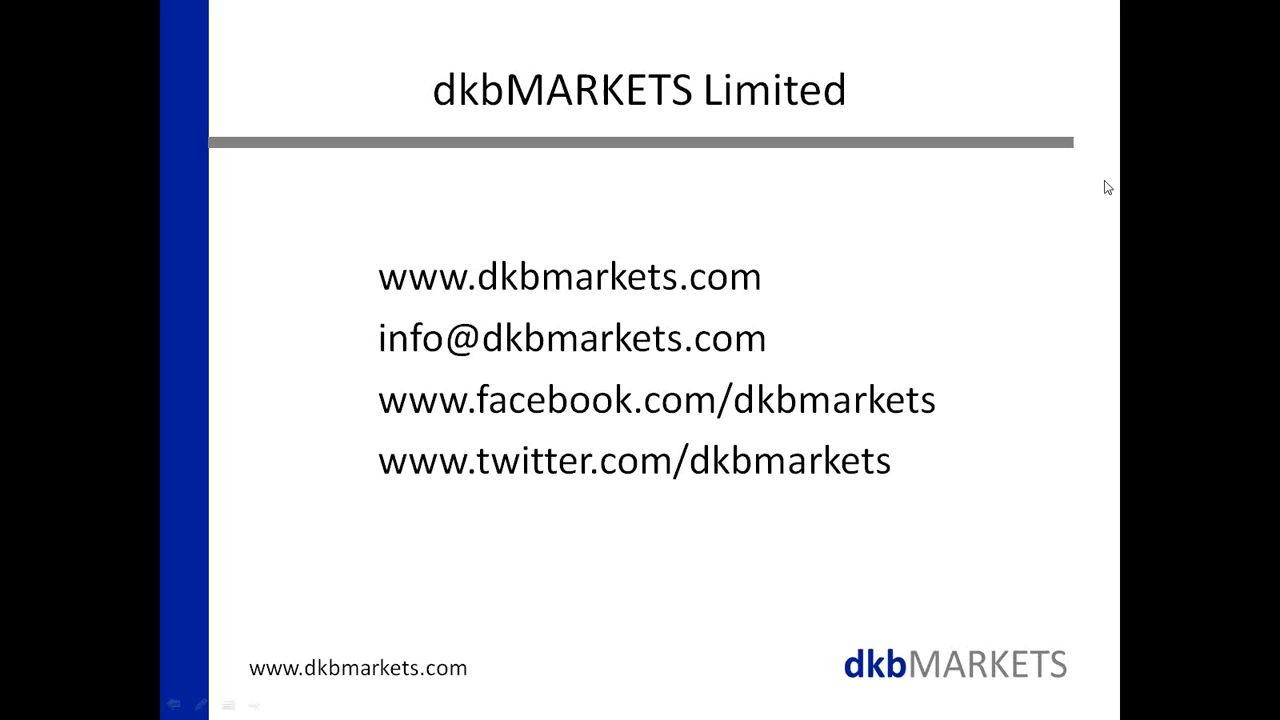 dkbMARKETS Limited
www.dkbmarkets.com
info@dkbmarkets.com
www.facebook.com/dkbmarkets
www.twitter.com/dkbmarkets
www.dkbmarkets.com
dkbMARKETS